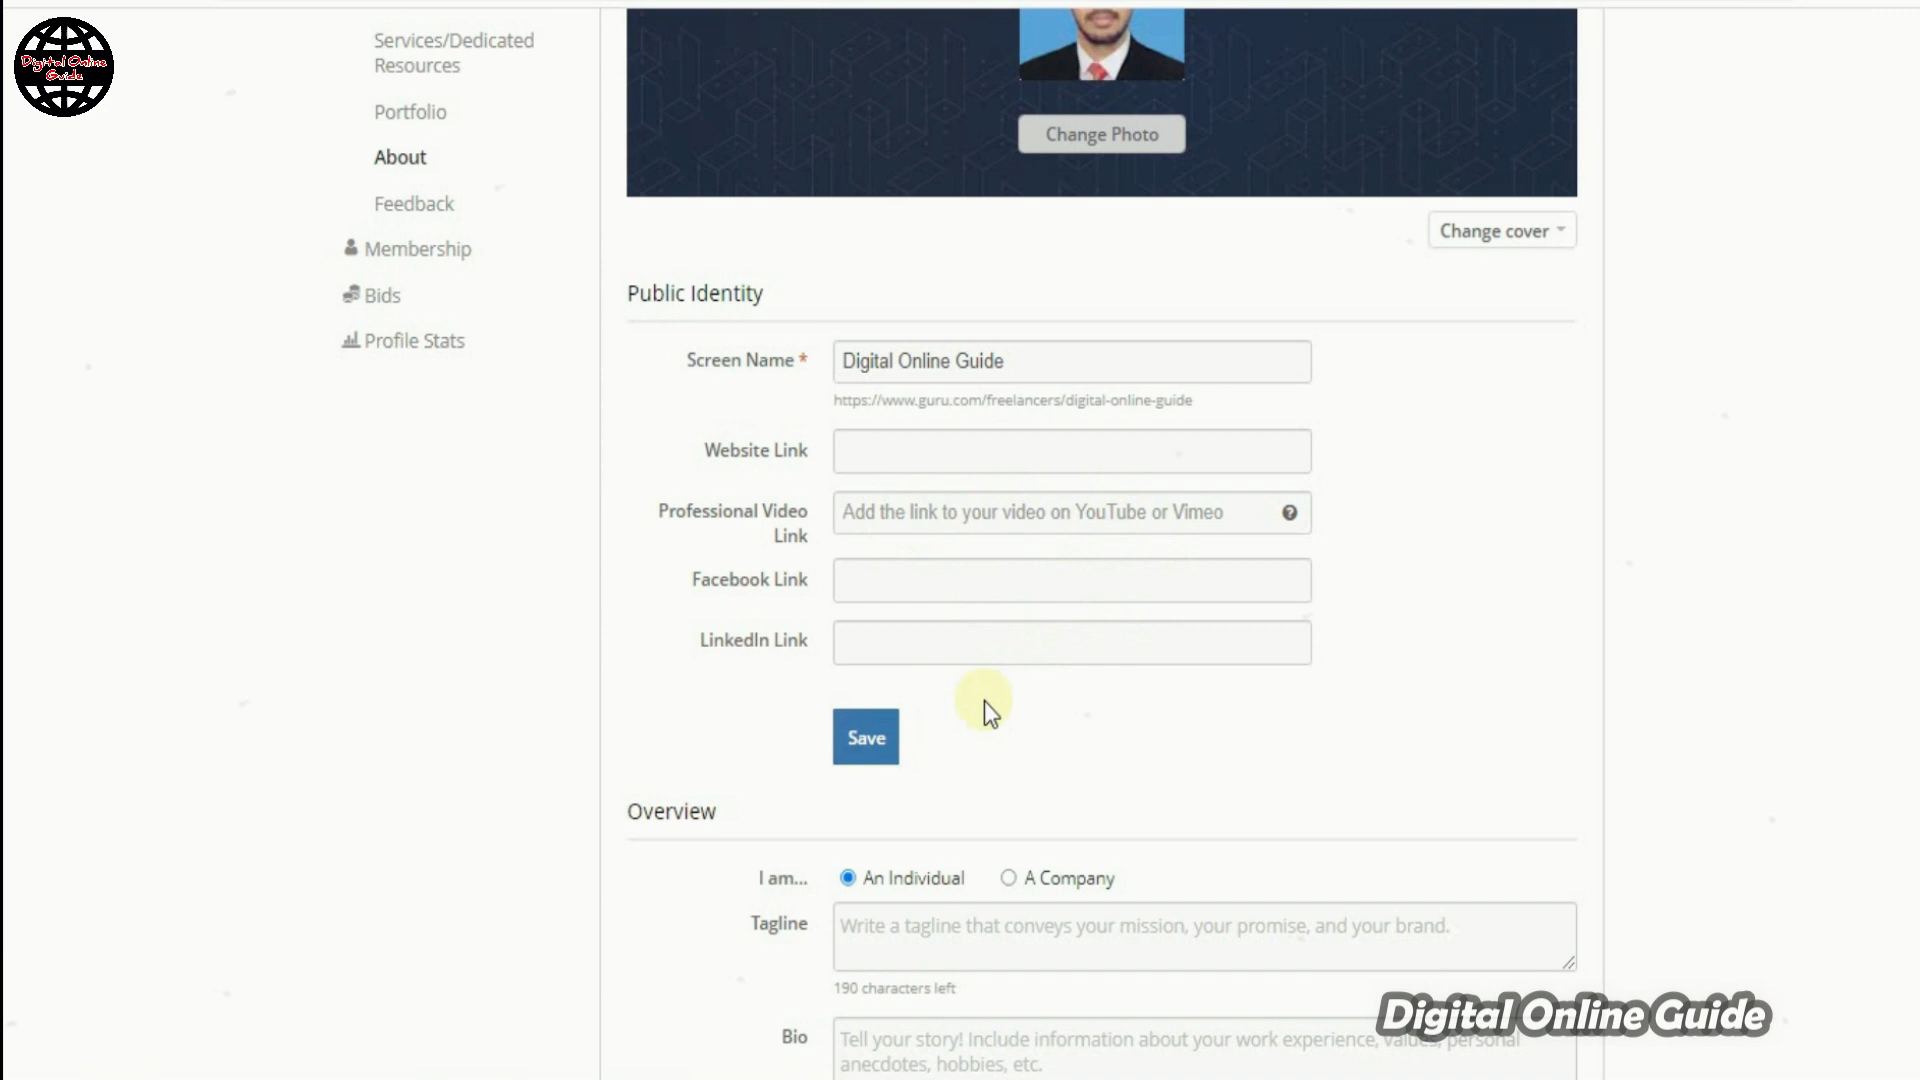 Digital Online
Guide
Services/Dedicated
Resources
Portfolio
About
Feedback
Membership
Bids
Profile Stats
Change Photo
Change cover
Public Identity
Screen Name *
Digital Online Guide
https://www.guru.com/freelancers/digital-online-guide
Website Link
Professional Video
Link
Add the link to your video on YouTube or Vimeo
Facebook Link
LinkedIn Link
Save
Overview
I am...
An Individual
A Company
Tagline
Write a tagline that conveys your mission, your promise, and your brand.
190 characters left
Bio
Tell your story! Include information about your work experience, values, personal
anecdotes, hobbies, etc.
Digital Online Guide